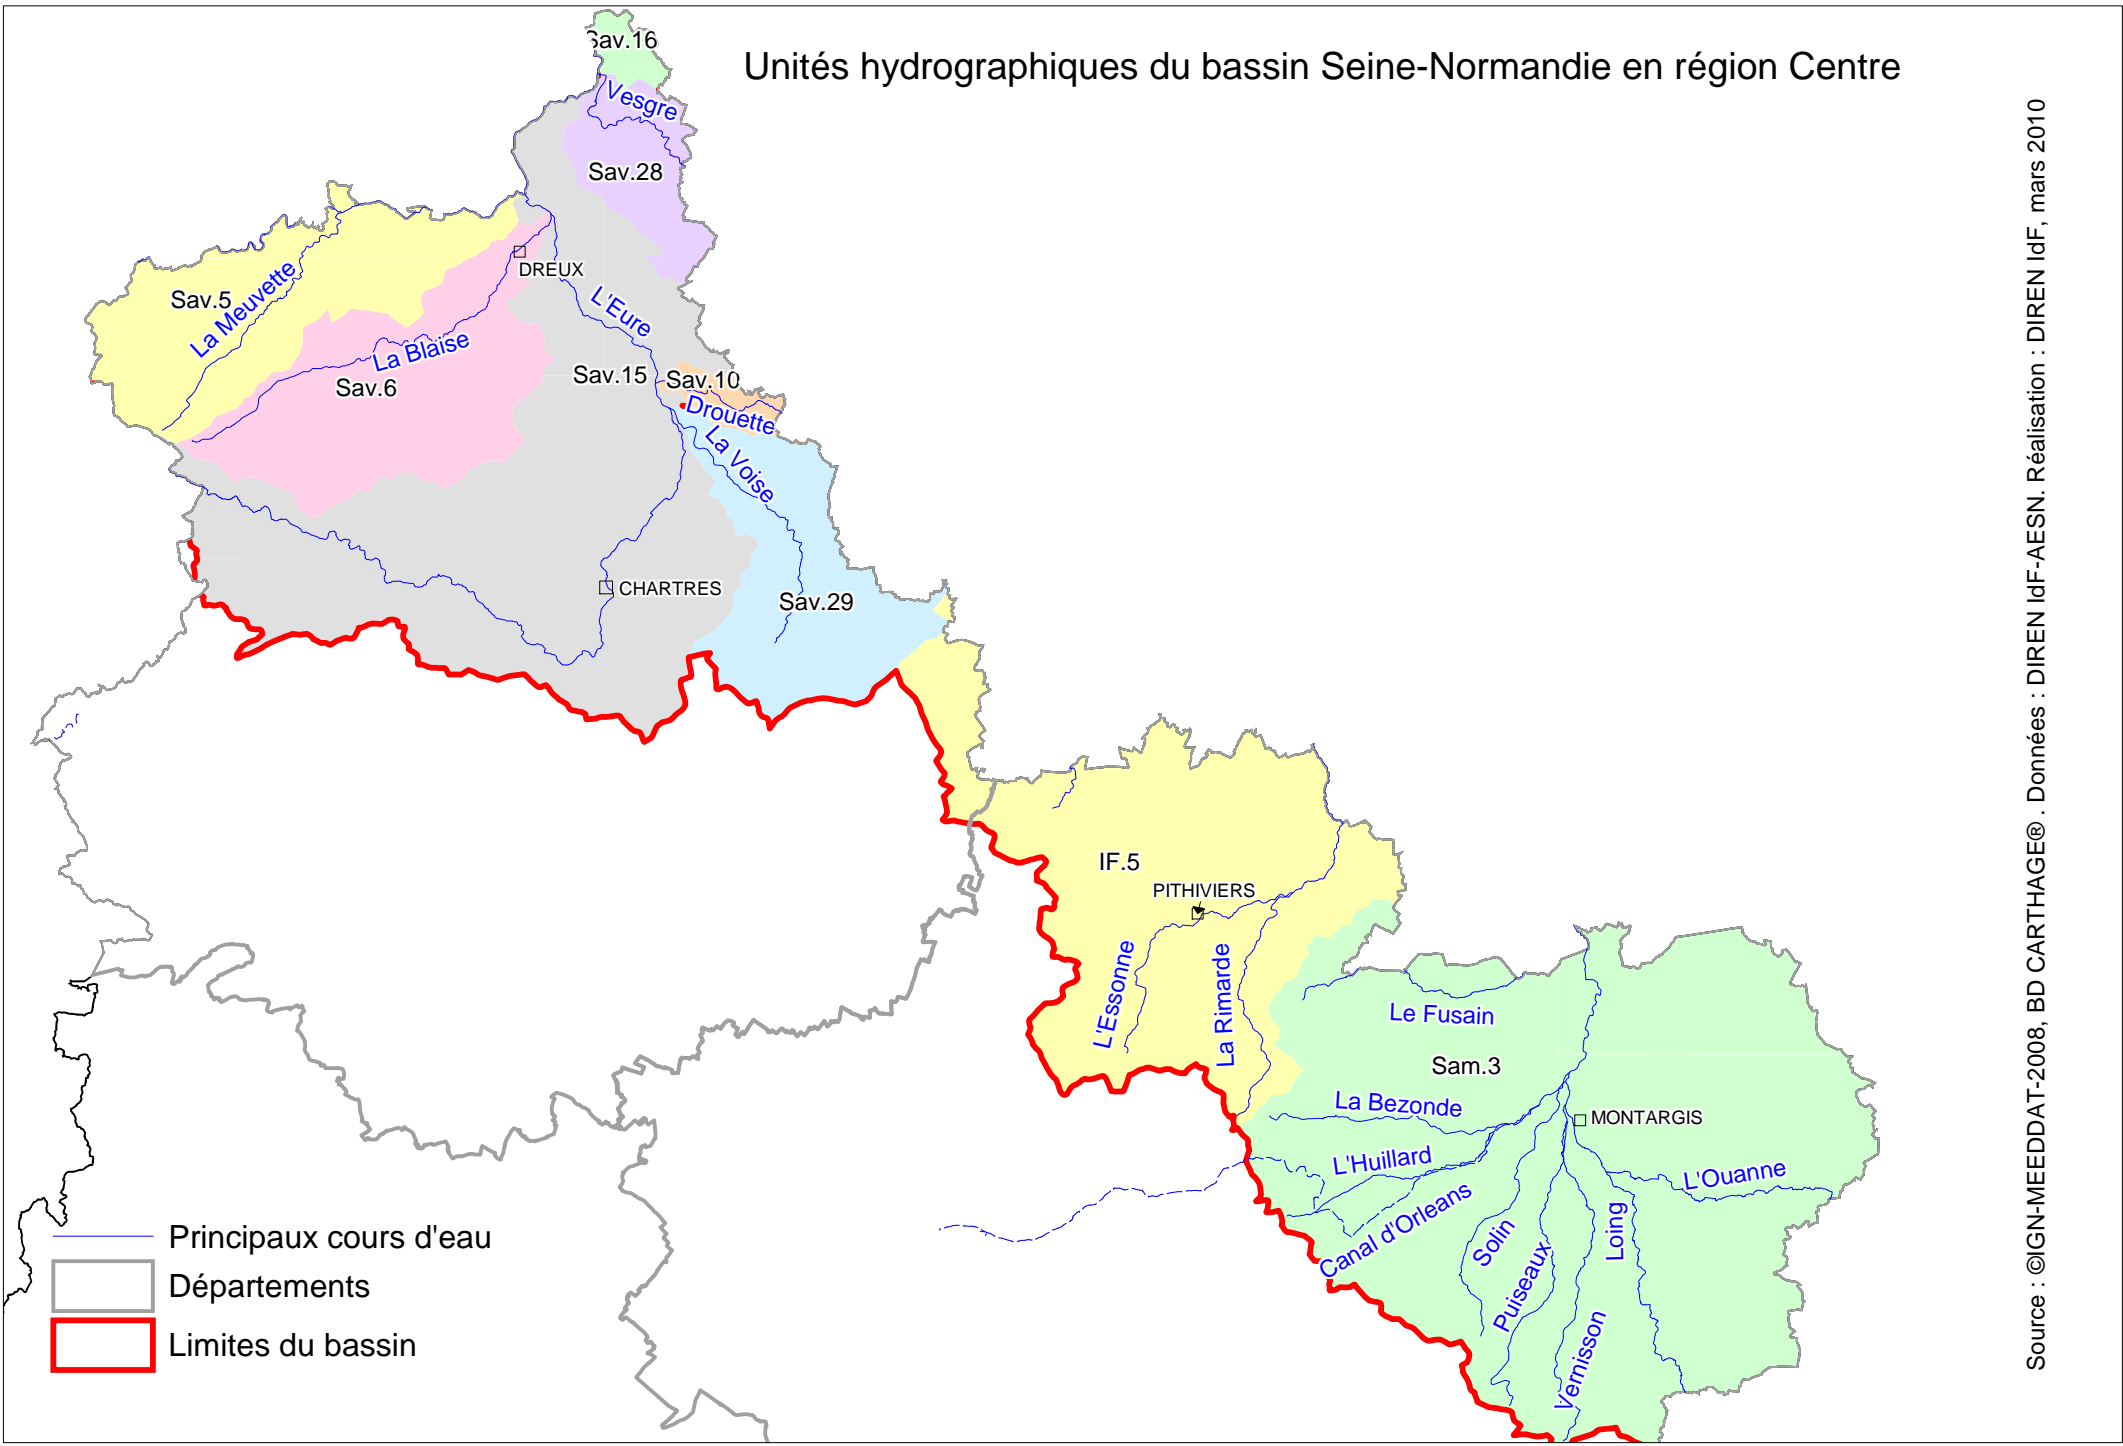 Unités hydrographiques du bassin Seine-Normandie en région Centre
Sav.16
Vesgre
Sav.28
DREUX
Sav.5
La Meuvette
L'Eure
La Blaise
Sav.6
Sav.15
Sav.10
Drouette
La Voise
CHARTRES
Sav.29
IF.5
PITHIVIERS
L'Essonne
La Rimarde
Le Fusain
Sam.3
La Bezonde
MONTARGIS
L'Huillard
L'Ouanne
Canal d'Orleans
Solin
Puiseaux
Loing
Vernisson
Principaux cours d'eau
Départements
Limites du bassin
Source : ©IGN-MEEDDAT-2008, BD CARTHAGE® . Données : DIREN IdF-AESN. Réalisation : DIREN IdF, mars 2010